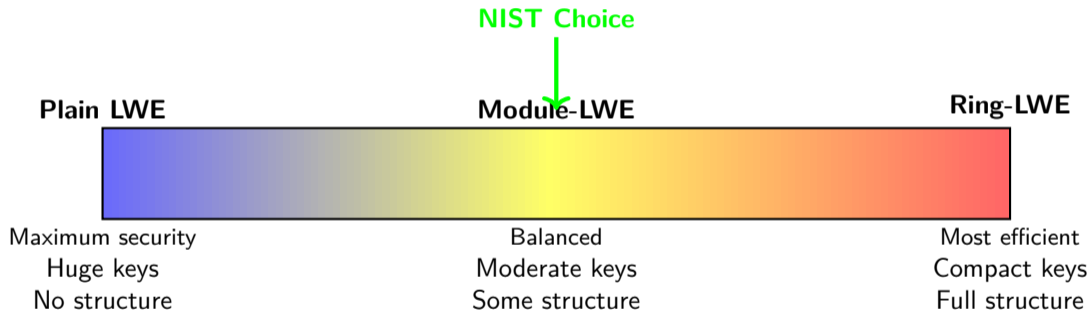 NIST Choice
Plain LWE
Module-LWE
Ring-LWE
Maximum security
Huge keys
No structure
Balanced
Moderate keys
Some structure
Most efficient
Compact keys
Full structure